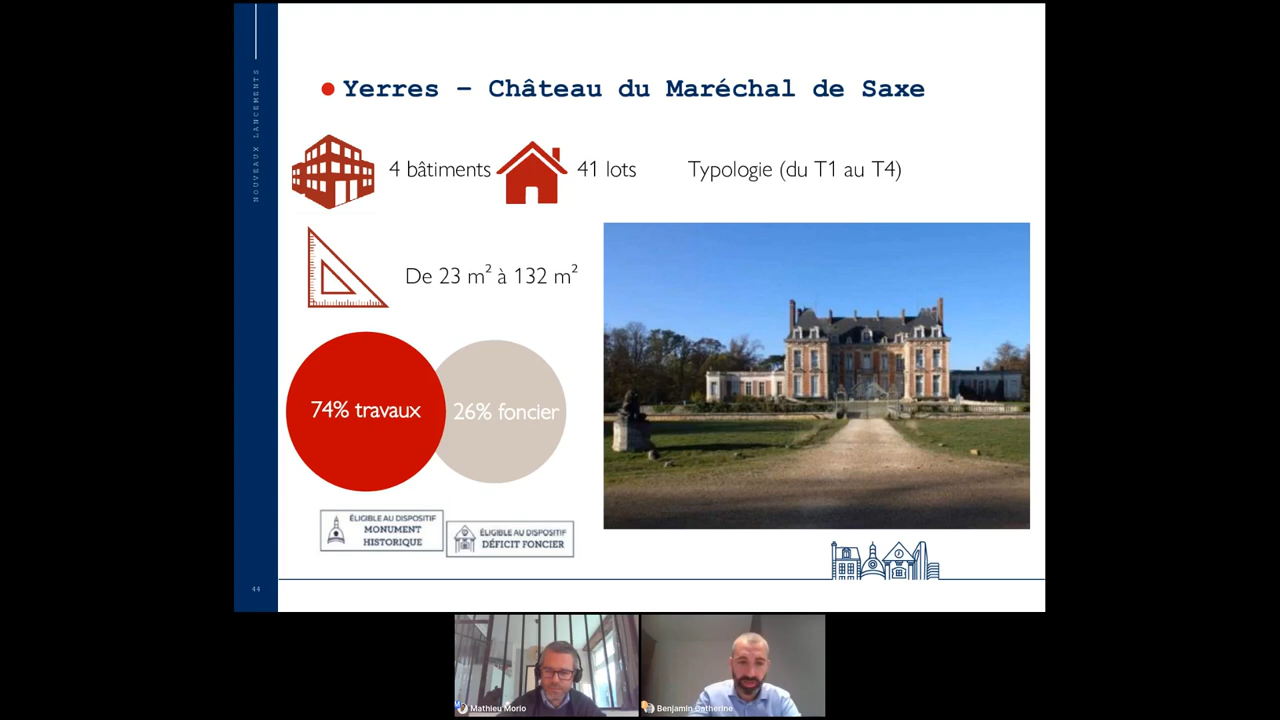 NOUVEAUX LANCEMENTS
Yerres – Château du Maréchal de Saxe
4 bâtiments
41 lots
Typologie (du T1 au T4)
De 23 m² à 132 m²
74% travaux
26% foncier
ÉLIGIBLE AU DISPOSITIF
MONUMENT
HISTORIQUE
ÉLIGIBLE AU DISPOSITIF
DÉFICIT FONCIER
44
Mathieu Morio
Benjamin Catherine